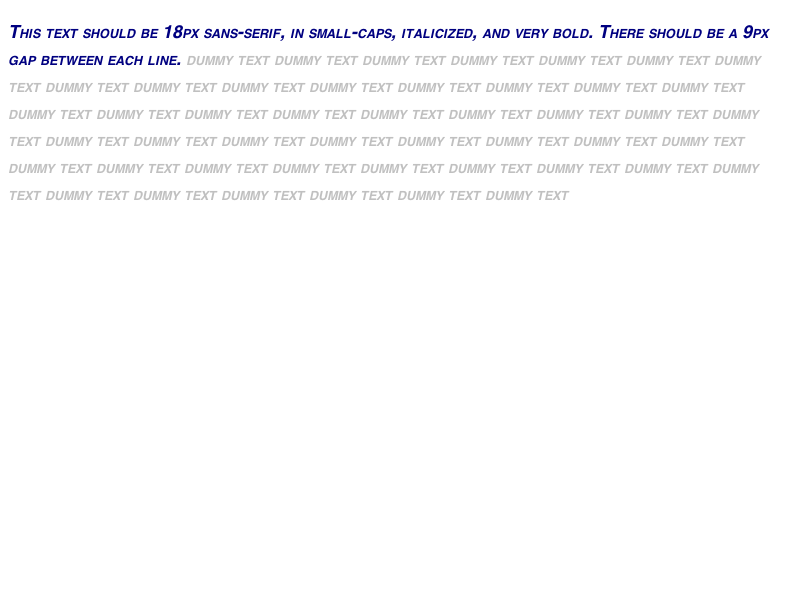 This text should be 18px sans-serif, in small-caps, italicized, and very bold. There should be a 9px
gap between each line. dummy text dummy text dummy text dummy text dummy text dummy text dummy
text dummy text dummy text dummy text dummy text dummy text dummy text dummy text dummy text
dummy text dummy text dummy text dummy text dummy text dummy text dummy text dummy text dummy
text dummy text dummy text dummy text dummy text dummy text dummy text dummy text dummy text
dummy text dummy text dummy text dummy text dummy text dummy text dummy text dummy text dummy
text dummy text dummy text dummy text dummy text dummy text dummy text